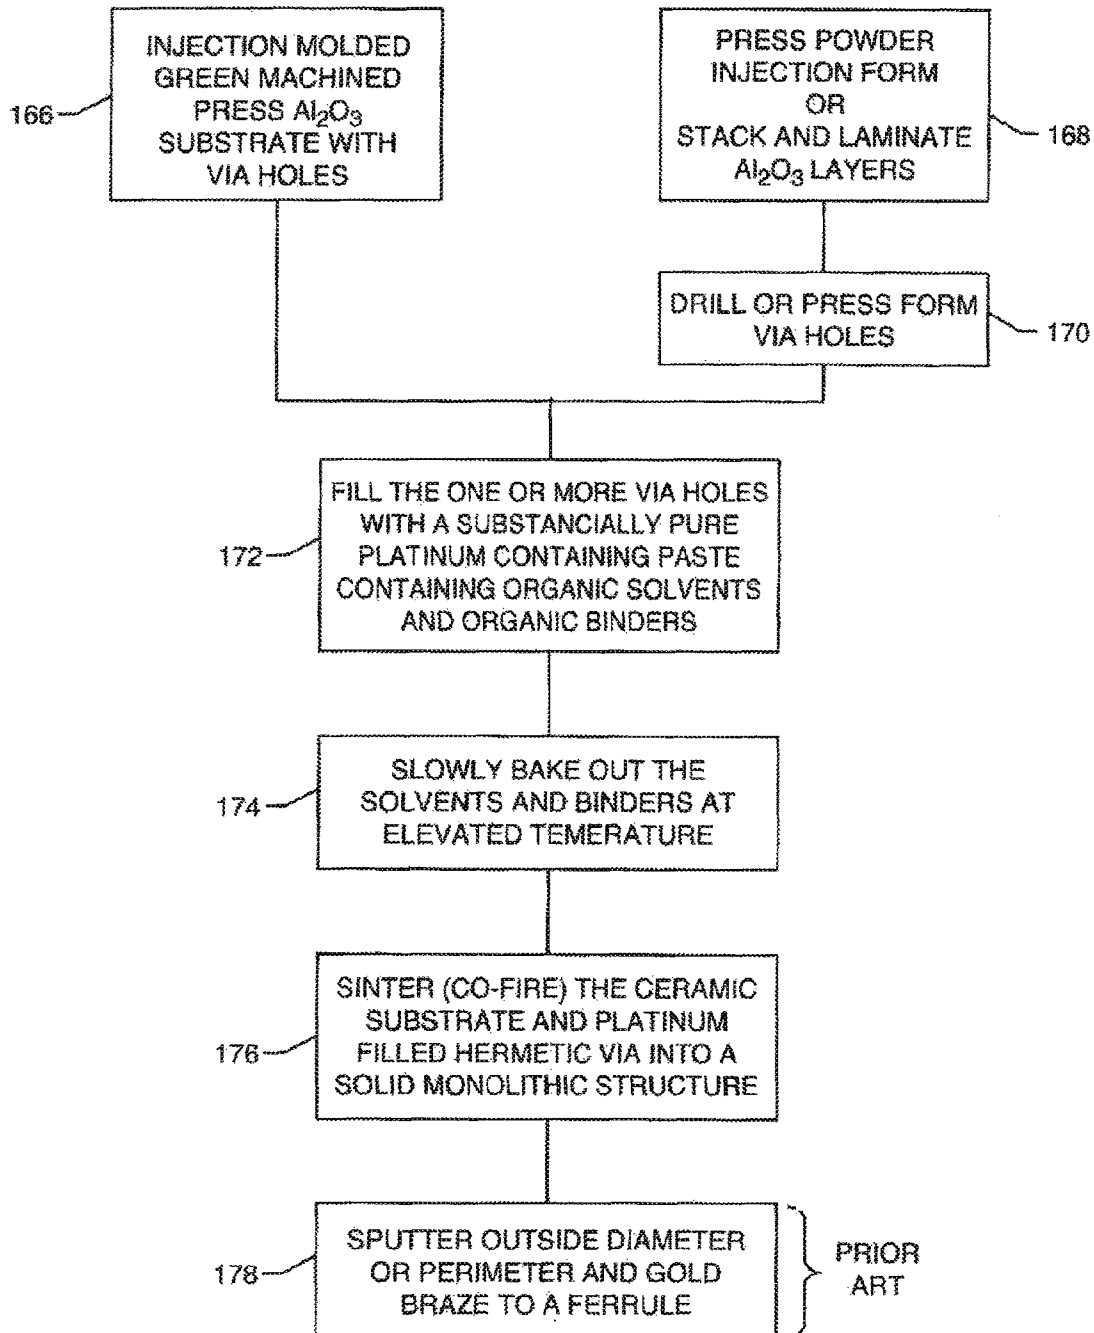 INJECTION MOLDED
GREEN MACHINED
PRESS Al₂O₃
SUBSTRATE WITH
VIA HOLES
166
PRESS POWDER
INJECTION FORM
OR
STACK AND LAMINATE
Al₂O₃ LAYERS
168
DRILL OR PRESS FORM
VIA HOLES
170
FILL THE ONE OR MORE VIA HOLES
WITH A SUBSTANCIALLY PURE
PLATINUM CONTAINING PASTE
CONTAINING ORGANIC SOLVENTS
AND ORGANIC BINDERS
172
SLOWLY BAKE OUT THE
SOLVENTS AND BINDERS AT
ELEVATED TEMERATURE
174
SINTER (CO-FIRE) THE CERAMIC
SUBSTRATE AND PLATINUM
FILLED HERMETIC VIA INTO A
SOLID MONOLITHIC STRUCTURE
176
SPUTTER OUTSIDE DIAMETER
OR PERIMETER AND GOLD
BRAZE TO A FERRULE
178
PRIOR
ART